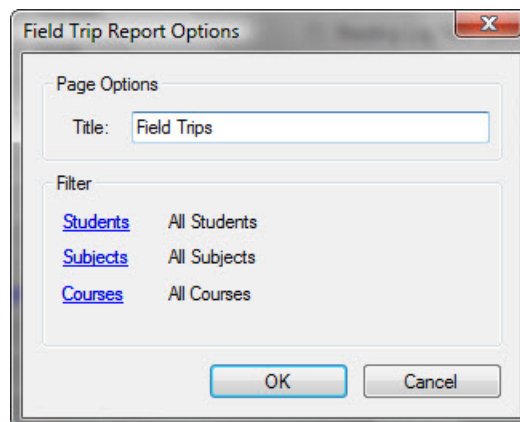 Field Trip Report Options
Page Options
Title: Field Trips
Filter
Students All Students
Subjects All Subjects
Courses All Courses
OK Cancel